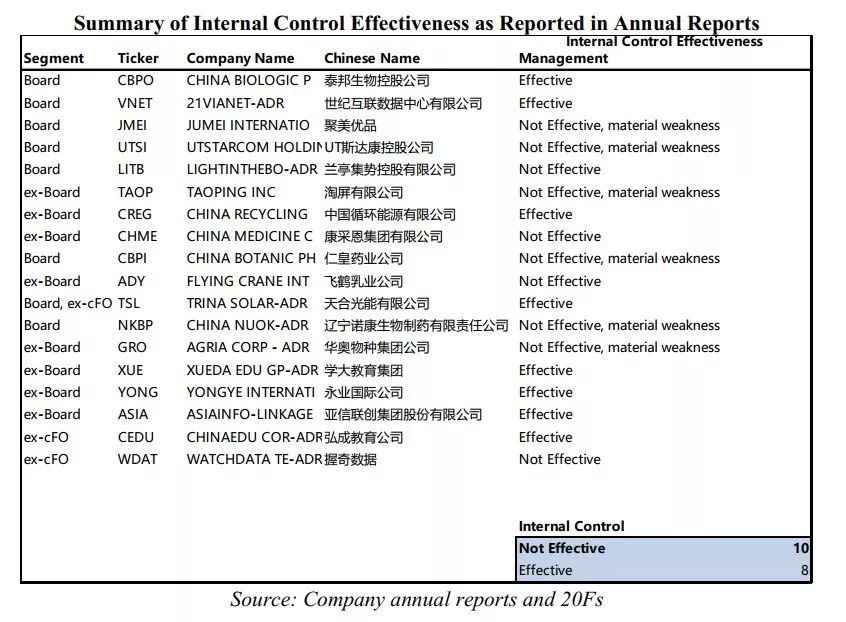 Summary of Internal Control Effectiveness as Reported in Annual Reports
Internal Control Effectiveness
Segment Ticker Company Name Chinese Name Management
Board CBPO CHINA BIOLOGIC P 泰邦生物控股公司 Effective
Board VNET 21VIANET-ADR 世纪互联数据中心有限公司 Effective
Board JMEI JUMEI INTERNATIO 聚美优品 Not Effective, material weakness
Board UTSI UTSTARCOM HOLDIN UT斯达康控股公司 Not Effective, material weakness
Board LITB LIGHTINTHEBO-ADR 兰亭集势控股有限公司 Not Effective
ex-Board TAOP TAOPING INC 淘屏有限公司 Not Effective, material weakness
ex-Board CREG CHINA RECYCLING 中国循环能源有限公司 Effective
ex-Board CHME CHINA MEDICINE C 康采恩集团有限公司 Not Effective
Board CBPI CHINA BOTANIC PH 仁皇药业公司 Not Effective, material weakness
ex-Board ADY FLYING CRANE INT 飞鹤乳业公司 Not Effective
Board, ex-cFO TSL TRINA SOLAR-ADR 天合光能有限公司 Effective
Board NKBP CHINA NUOK-ADR 辽宁诺康生物制药有限责任公司 Not Effective, material weakness
ex-Board GRO AGRIA CORP - ADR 华奥物种集团公司 Not Effective, material weakness
ex-Board XUE XUEDA EDU GP-ADR 学大教育集团 Effective
ex-Board YONG YONGYE INTERNATI 永业国际公司 Effective
ex-Board ASIA ASIAINFO-LINKAGE 亚信联创集团股份有限公司 Effective
ex-cFO CEDU CHINAEDU COR-ADR 弘成教育公司 Effective
ex-cFO WDAT WATCHDATA TE-ADR 握奇数据 Not Effective
Internal Control
Not Effective 10
Effective 8
Source: Company annual reports and 20Fs